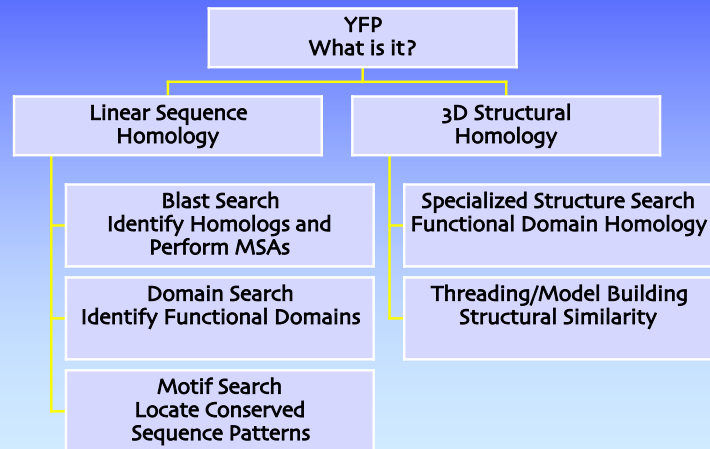 YFP
What is it?
Linear Sequence
Homology
3D Structural
Homology
Blast Search
Identify Homologs and
Perform MSAs
Specialized Structure Search
Functional Domain Homology
Domain Search
Identify Functional Domains
Threading/Model Building
Structural Similarity
Motif Search
Locate Conserved
Sequence Patterns